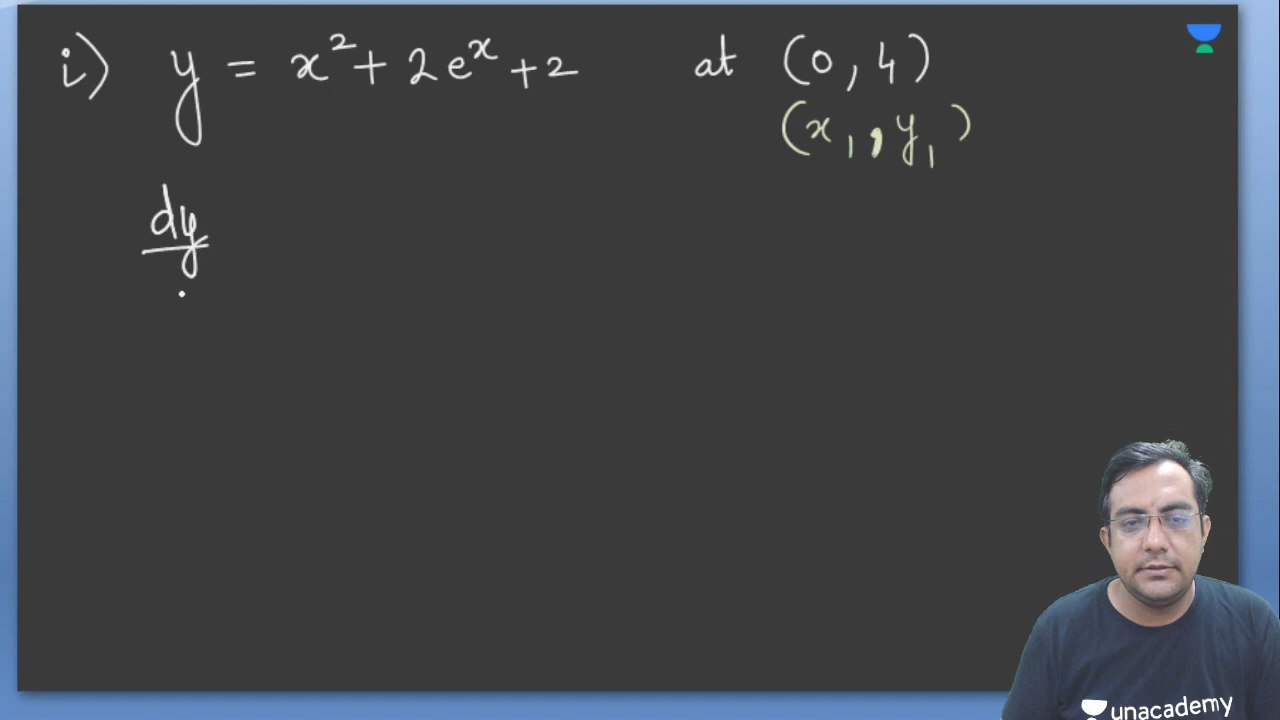 i) y = x² + 2eˣ + 2 at (0, 4)
(x₁, y₁)
dy
unacademy